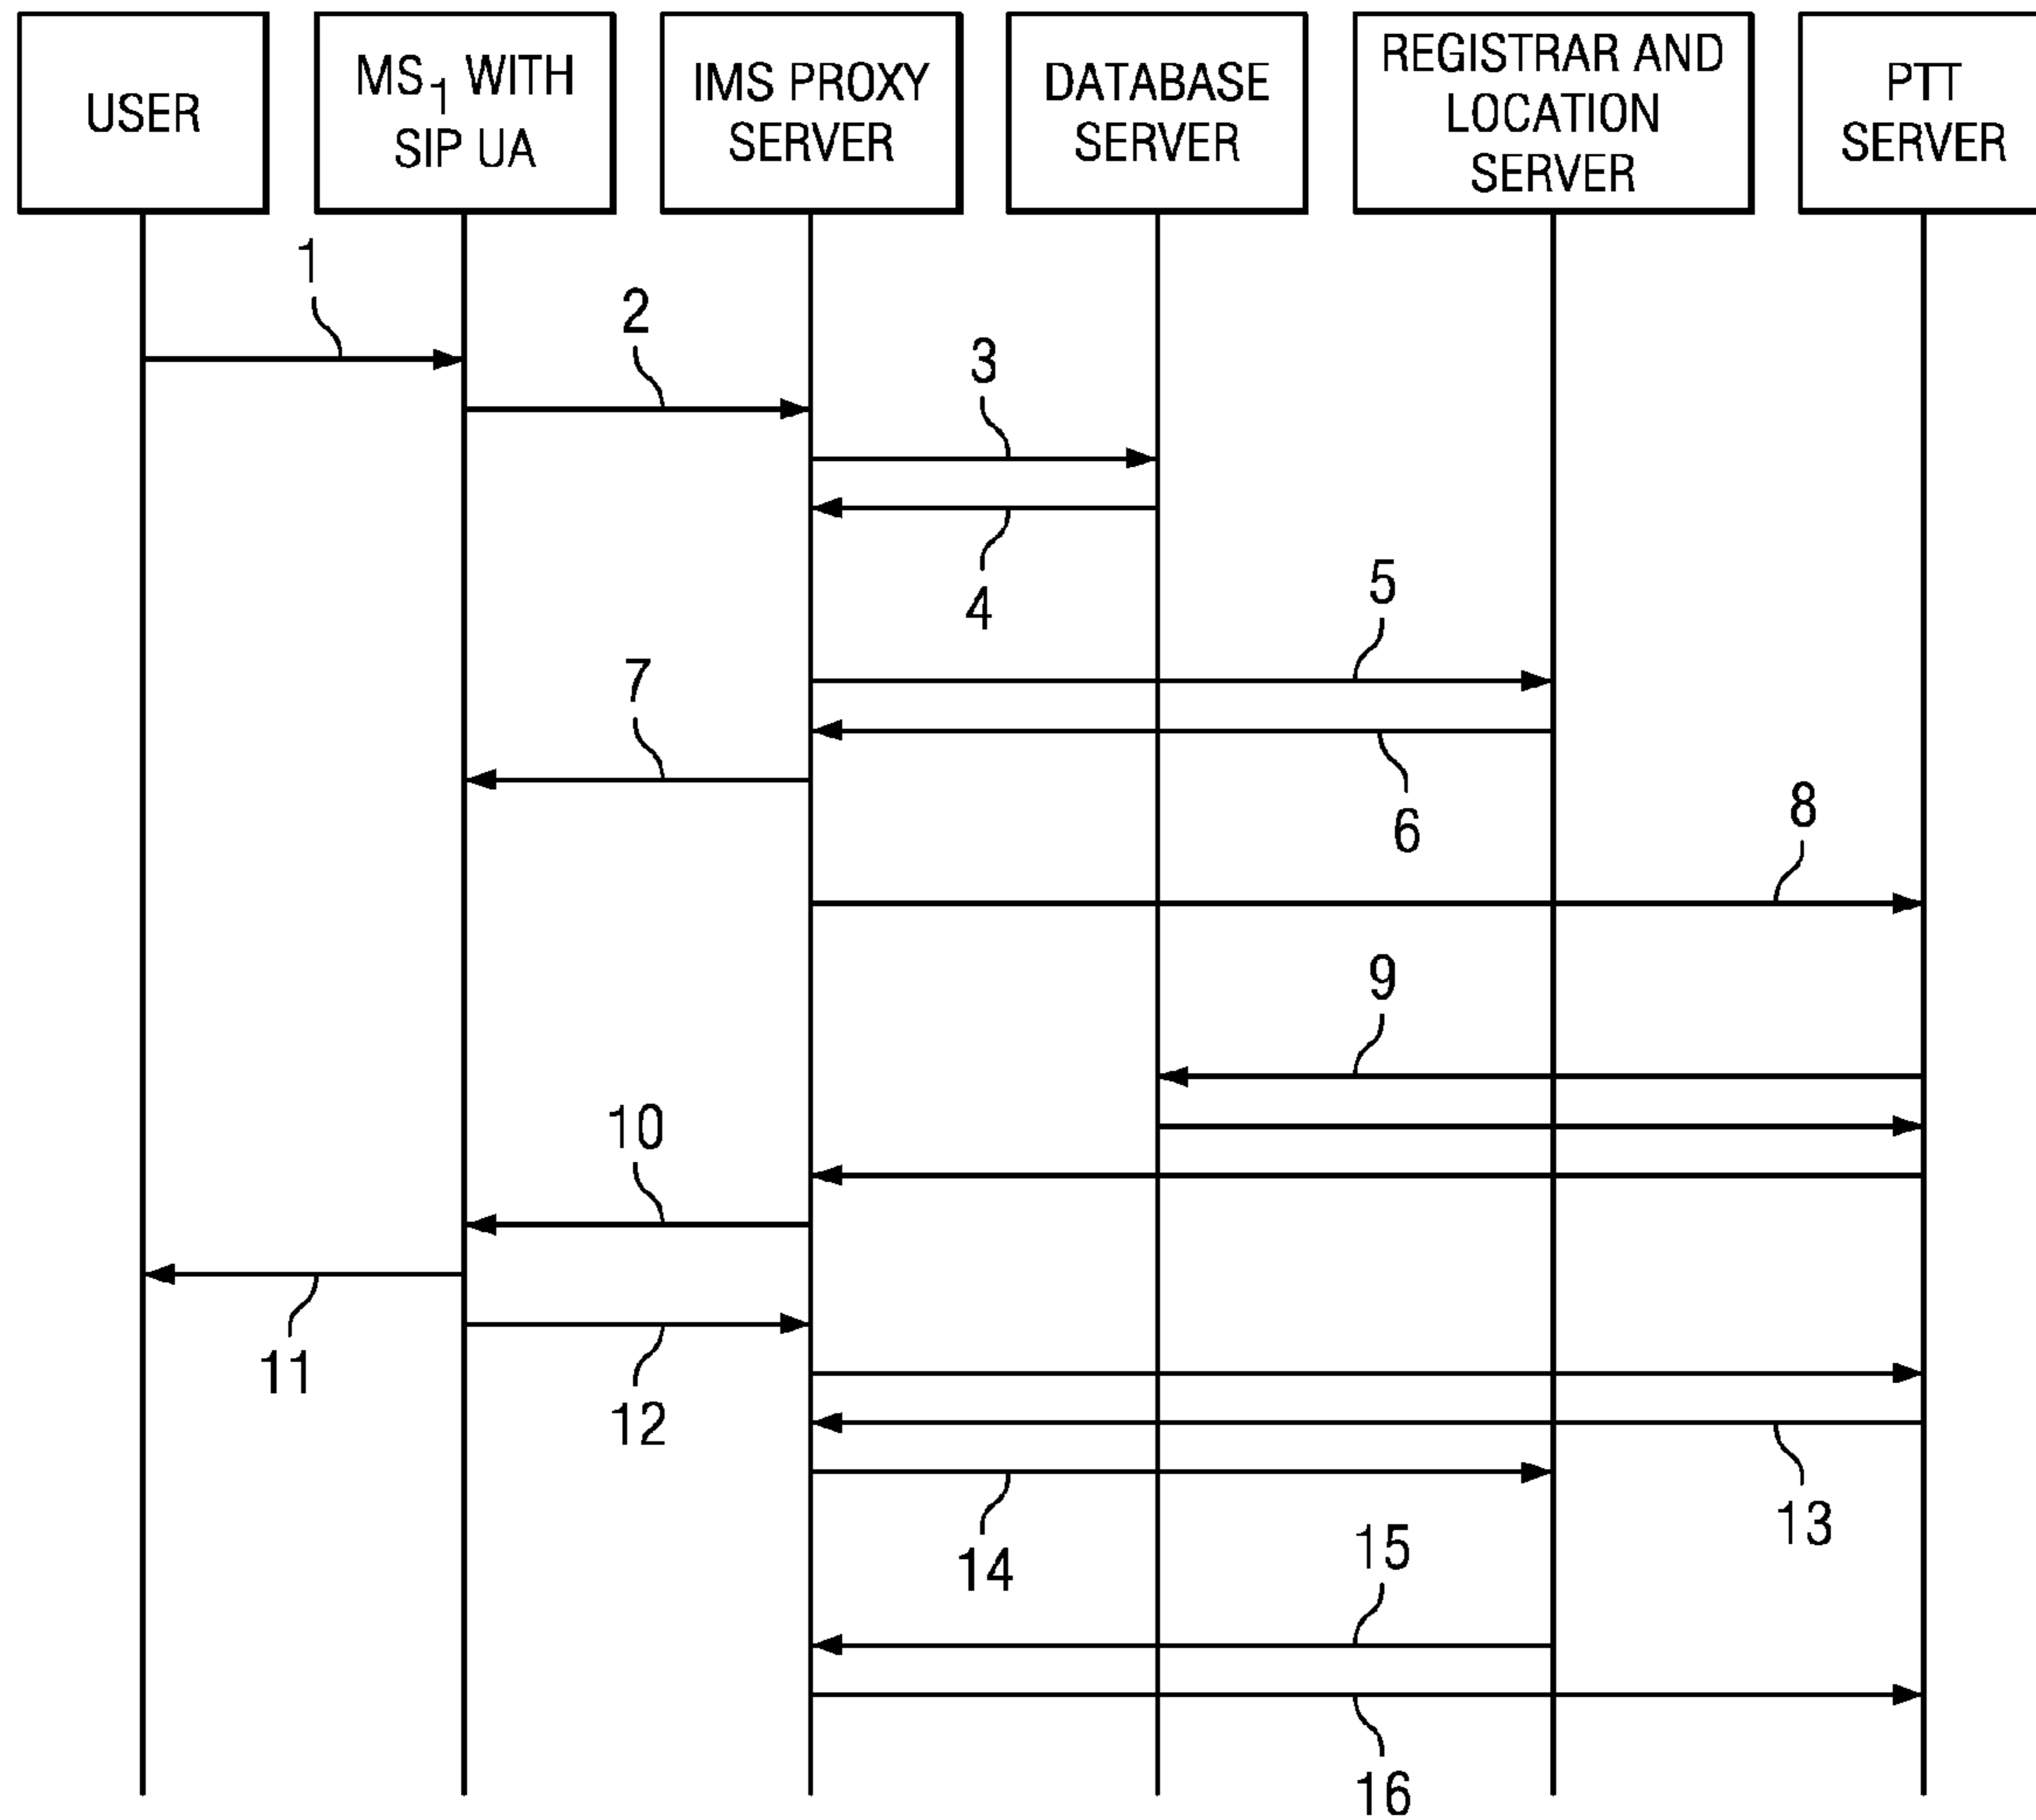 USER
MS1 WITH
SIP UA
IMS PROXY
SERVER
DATABASE
SERVER
REGISTRAR AND
LOCATION
SERVER
PTT
SERVER
1
2
3
4
5
7
6
8
9
10
11
12
13
14
15
16